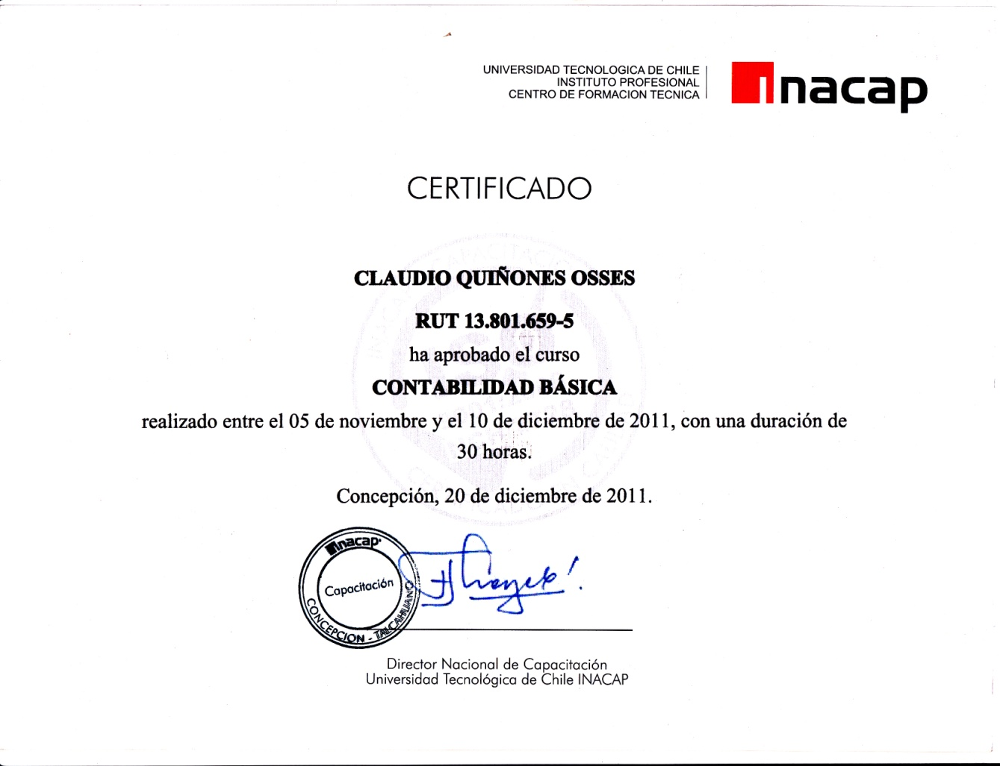 UNIVERSIDAD TECNOLOGICA DE CHILE
INSTITUTO PROFESIONAL
CENTRO DE FORMACION TECNICA
inacap
CERTIFICADO
CLAUDIO QUIÑONES OSSES
RUT 13.801.659-5
ha aprobado el curso
CONTABILIDAD BÁSICA
realizado entre el 05 de noviembre y el 10 de diciembre de 2011, con una duración de
30 horas.
Concepción, 20 de diciembre de 2011.
inacap
Capacitación
CONCEPCION - TALCAHUANO
Director Nacional de Capacitación
Universidad Tecnológica de Chile INACAP